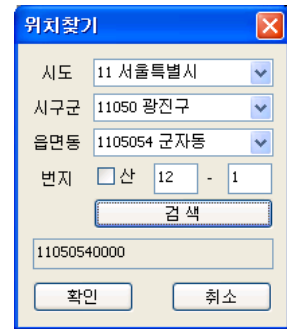 위치찾기
시도 11 서울특별시
시구군 11050 광진구
읍면동 1105054 군자동
번지 산 12 - 1
검 색
11050540000
확인 취소